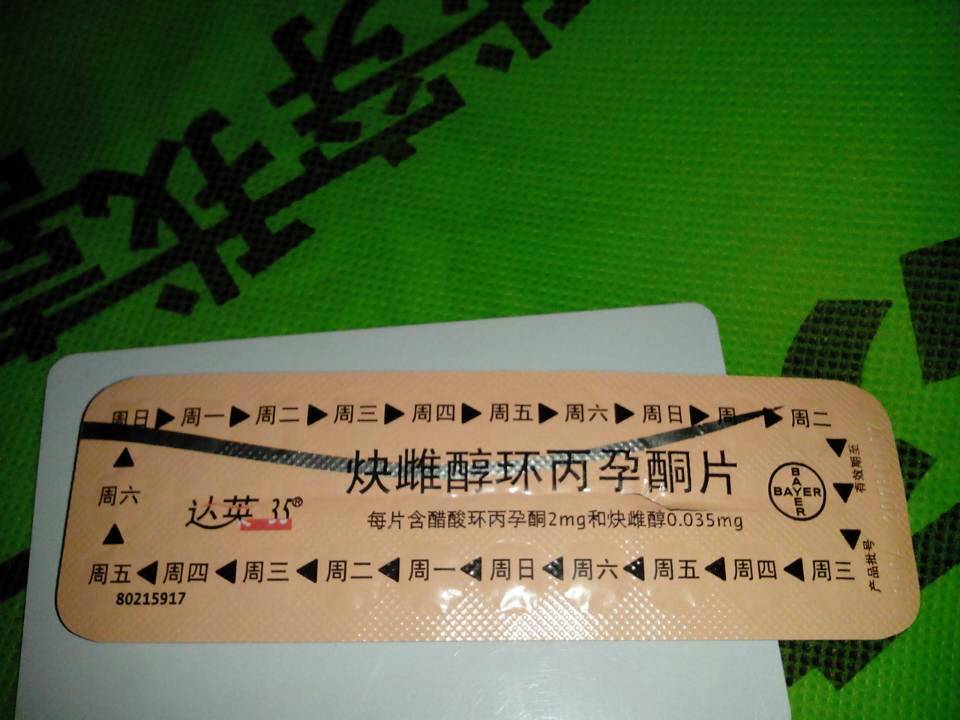 周日 ▶ 周一 ▶ 周二 ▶ 周三 ▶ 周四 ▶ 周五 ▶ 周六 ▶ 周日 ▶ 周一 ▶ 周二
炔雌醇环丙孕酮片
周六
达英-35®
每片含醋酸环丙孕酮2mg和炔雌醇0.035mg
BAYER
BAYER
有效期至
产品批号
周五 ◀ 周四 ◀ 周三 ◀ 周二 ◀ 周一 ◀ 周日 ◀ 周六 ◀ 周五 ◀ 周四 ◀ 周三
80215917